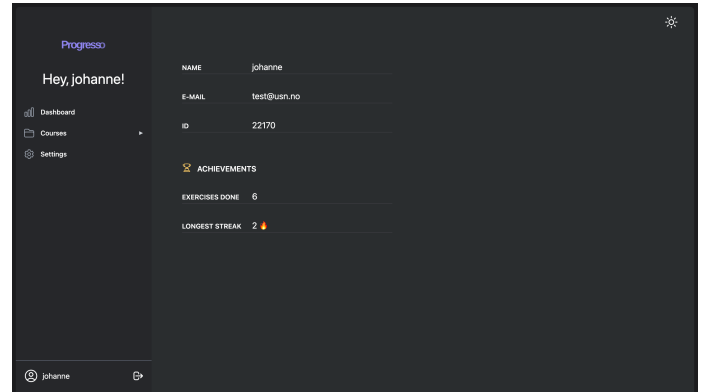 Progresso
Hey, johanne!
Dashboard
Courses
Settings
johanne
NAME johanne
E-MAIL test@usn.no
ID 22170
ACHIEVEMENTS
EXERCISES DONE 6
LONGEST STREAK 2 🔥